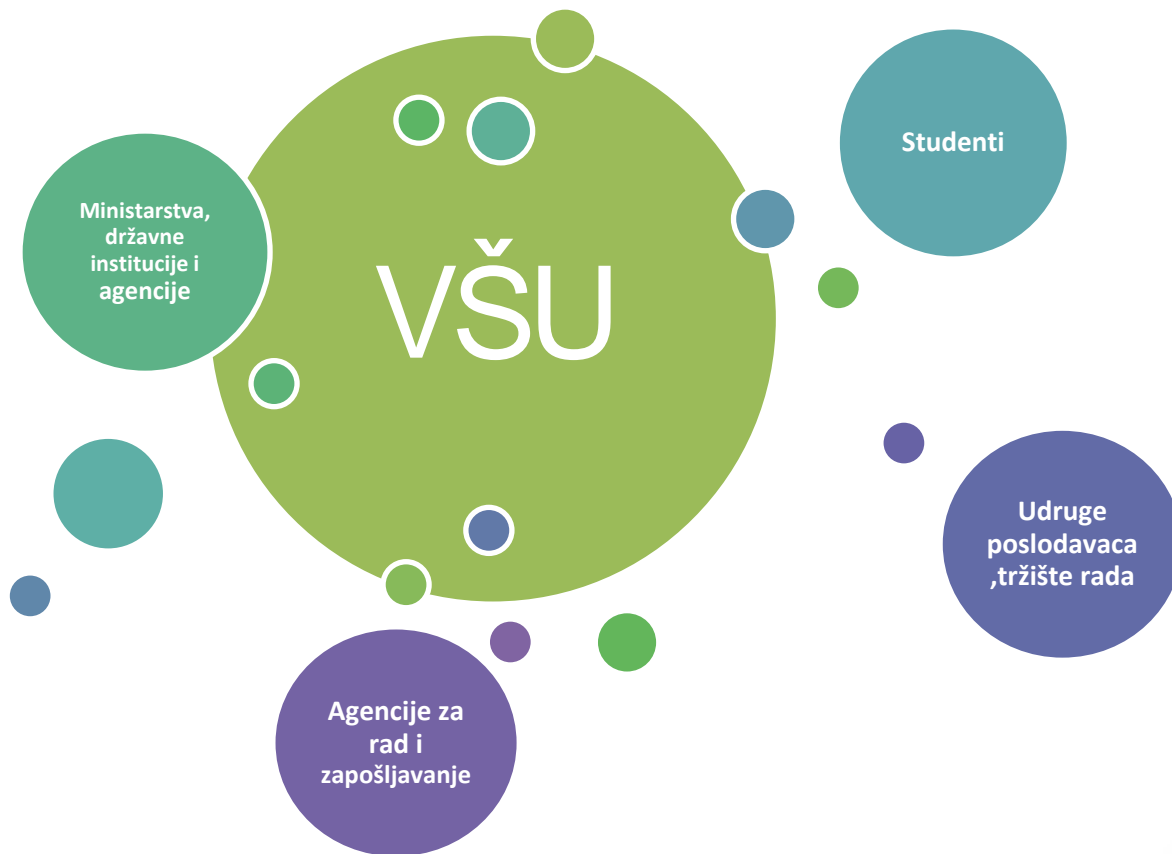 VŠU
Ministarstva,
državne
institucije i
agencije
Studenti
Udruge
poslodavaca
,tržište rada
Agencije za
rad i
zapošljavanje